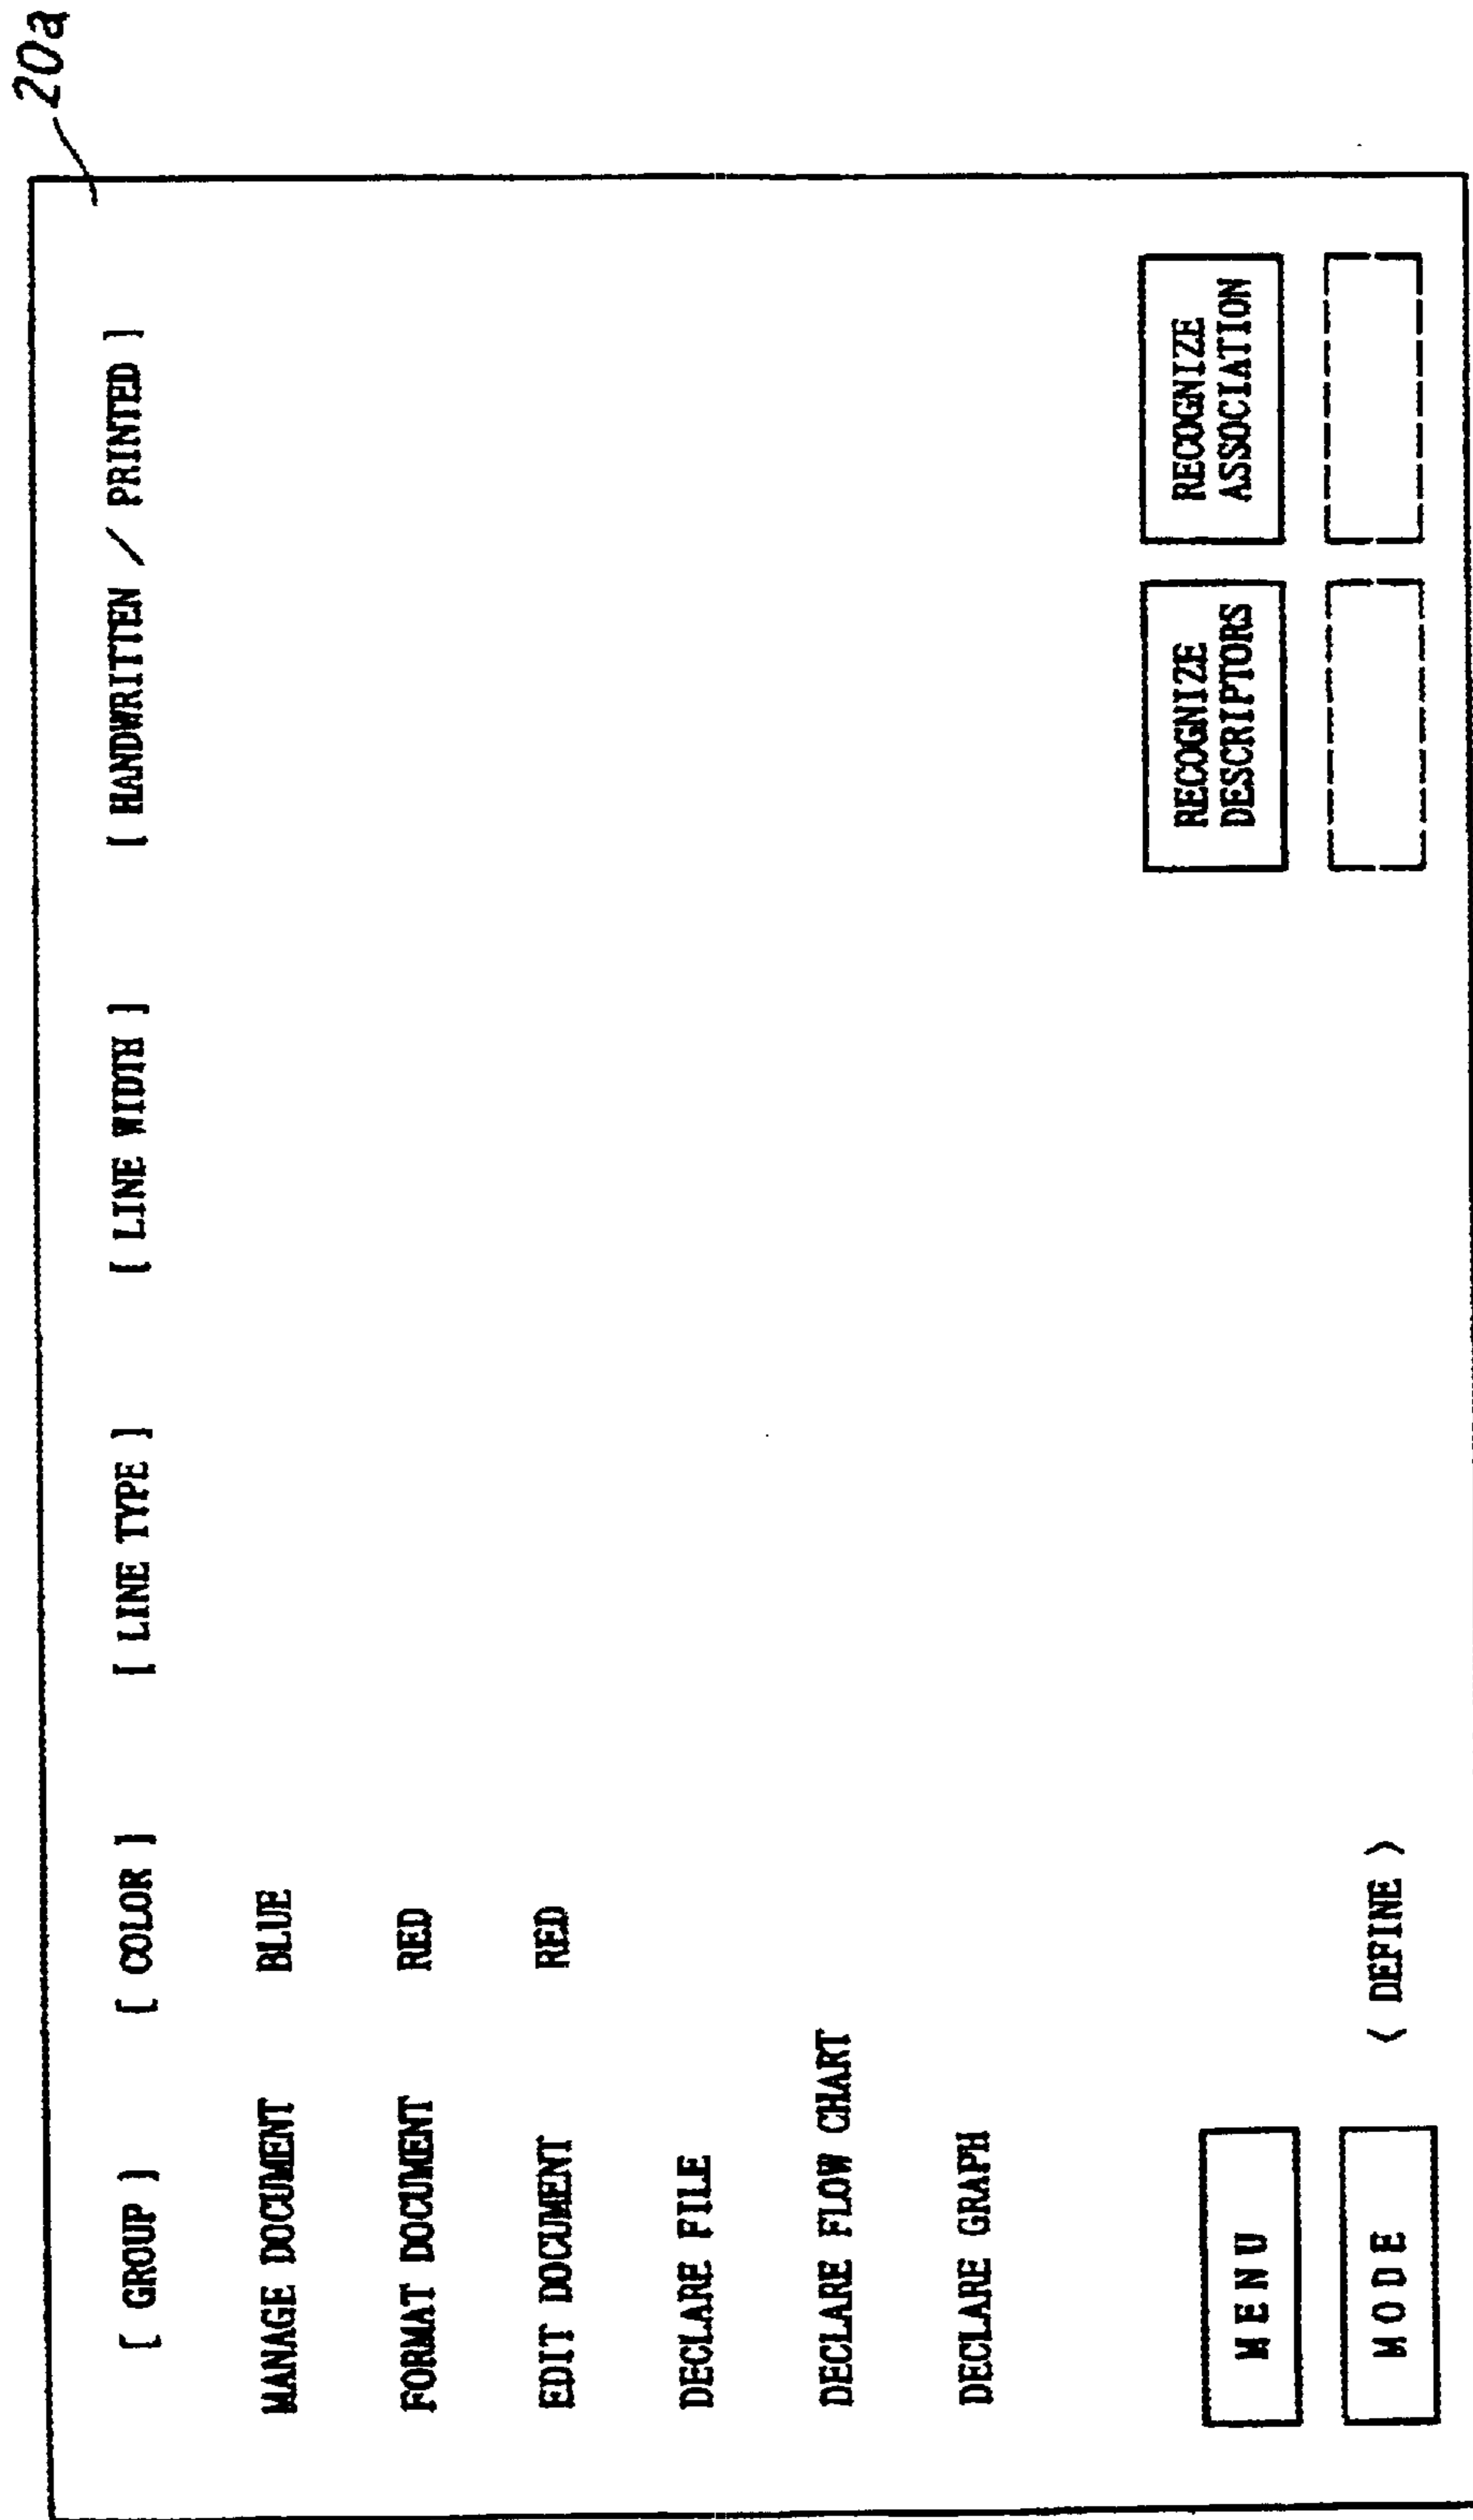 20a
[ GROUP ] [ COLOR ] [ LINE TYPE ] [ LINE WIDTH ] [ HANDWRITTEN / PRINTED ]
MANAGE DOCUMENT BLUE
FORMAT DOCUMENT RED
EDIT DOCUMENT RED
DECLARE FILE
DECLARE FLOW CHART
DECLARE GRAPH
MENU
RECOGNIZE DESCRIPTORS
RECOGNIZE ASSOCIATION
MODE < DEFINE >